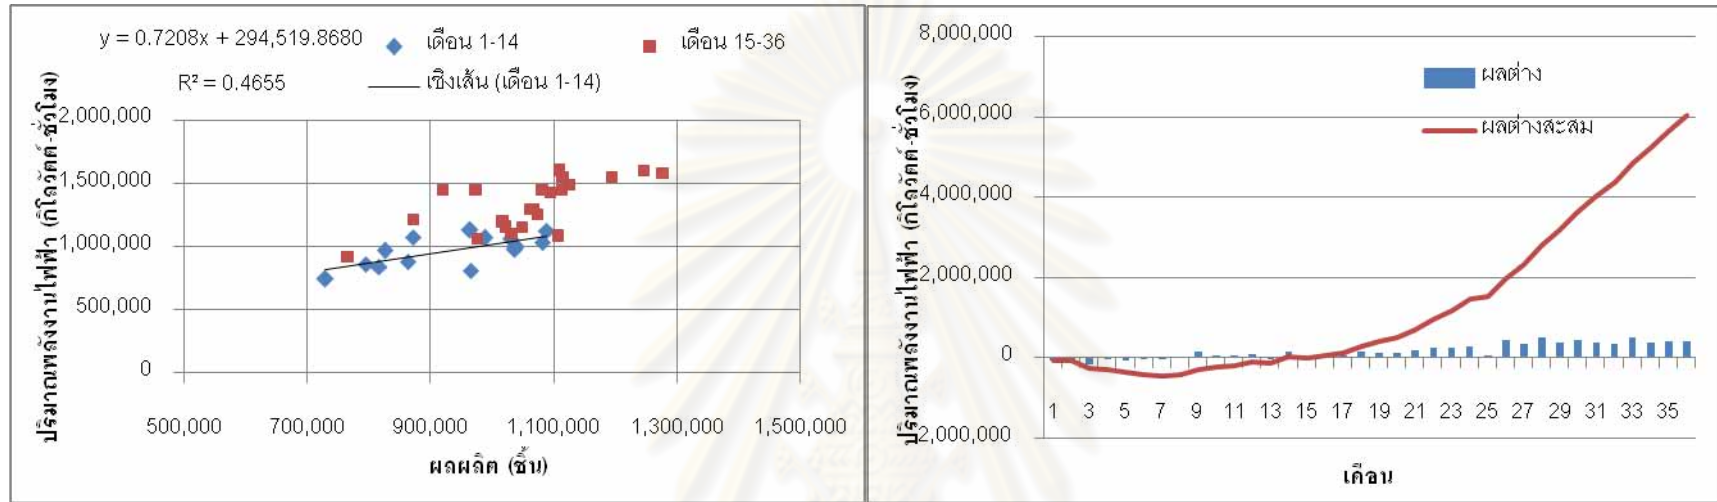 y = 0.7208x + 294,519.8680
เดือน 1-14
เดือน 15-36
R² = 0.4655
เชิงเส้น (เดือน 1-14)
ปริมาณพลังงานไฟฟ้า (กิโลวัตต์-ชั่วโมง)
2,000,000
1,500,000
1,000,000
500,000
0
500,000 700,000 900,000 1,100,000 1,300,000 1,500,000
ผลผลิต (ชิ้น)
ปริมาณพลังงานไฟฟ้า (กิโลวัตต์-ชั่วโมง)
8,000,000
6,000,000
4,000,000
2,000,000
0
-2,000,000
ผลต่าง
ผลต่างสะสม
1 3 5 7 9 11 13 15 17 19 21 23 25 27 29 31 33 35
เดือน